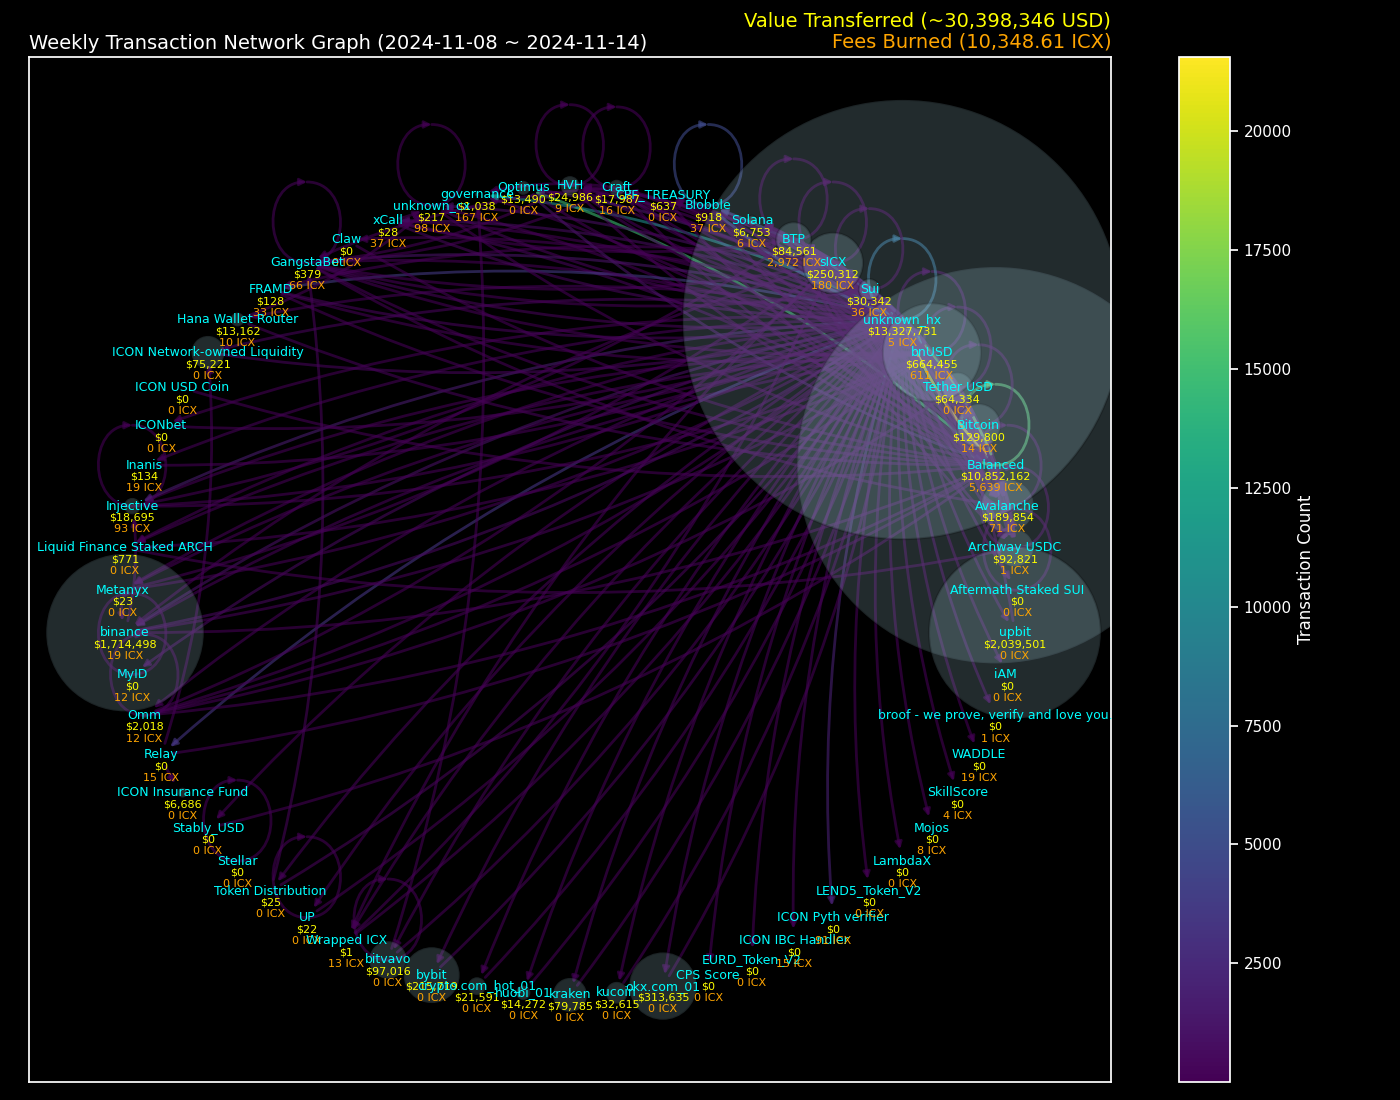 Value Transferred (~30,398,346 USD)
Weekly Transaction Network Graph (2024-11-08 ~ 2024-11-14)
Fees Burned (10,348.61 ICX)
HVH
$24,986
9 ICX
Optimus
$13,490
0 ICX
Craft
$17,987
16 ICX
governance
$1,038
167 ICX
CPF_TREASURY
$637
0 ICX
$217
98 ICX
Blobble
$918
37 ICX
xCall
$28
37 ICX
Solana
$6,753
6 ICX
Claw
$0
BTP
$84,561
2,972 ICX
GangstaBet
$379
66 ICX
sICX
$250,312
180 ICX
FRAMD
$128
33 ICX
Sui
$30,342
36 ICX
Hana Wallet Router
$13,162
10 ICX
unknown_hx
$13,327,731
5 ICX
ICON Network-owned Liquidity
$75,221
0 ICX
bnUSD
$664,455
611 ICX
ICON USD Coin
$0
0 ICX
Tether USD
$64,334
0 ICX
ICONbet
$0
0 ICX
Bitcoin
$129,800
14 ICX
Inanis
$134
19 ICX
Balanced
$10,852,162
5,639 ICX
Injective
$18,695
93 ICX
Avalanche
$189,854
71 ICX
Liquid Finance Staked ARCH
$771
0 ICX
Archway USDC
$92,821
1 ICX
Metanyx
$23
0 ICX
Aftermath Staked SUI
$0
0 ICX
binance
$1,714,498
19 ICX
upbit
$2,039,501
0 ICX
MyID
$0
12 ICX
iAM
$0
0 ICX
Omm
$2,018
12 ICX
broof - we prove, verify and love you
$0
1 ICX
Relay
$0
15 ICX
WADDLE
$0
19 ICX
ICON Insurance Fund
$6,686
0 ICX
SkillScore
$0
4 ICX
Stably_USD
$0
0 ICX
Mojos
$0
8 ICX
Stellar
$0
0 ICX
LambdaX
$0
0 ICX
Token Distribution
$25
0 ICX
LEND5_Token_V2
$0
0 ICX
UP
$22
0 ICX
ICON Pyth verifier
$0
Wrapped ICX
$1
13 ICX
ICON IBC Handler
$0
15 ICX
bitvavo
$97,016
0 ICX
EURD_Token_V2
$0
0 ICX
bybit
$215,719
0 ICX
CPS Score
$0
0 ICX
$21,591
0 ICX
huobi_01
$14,272
0 ICX
kraken
$79,785
0 ICX
kucoin
$32,615
0 ICX
okx.com_01
$313,635
0 ICX
20000
17500
15000
12500
10000
7500
5000
2500
Transaction Count